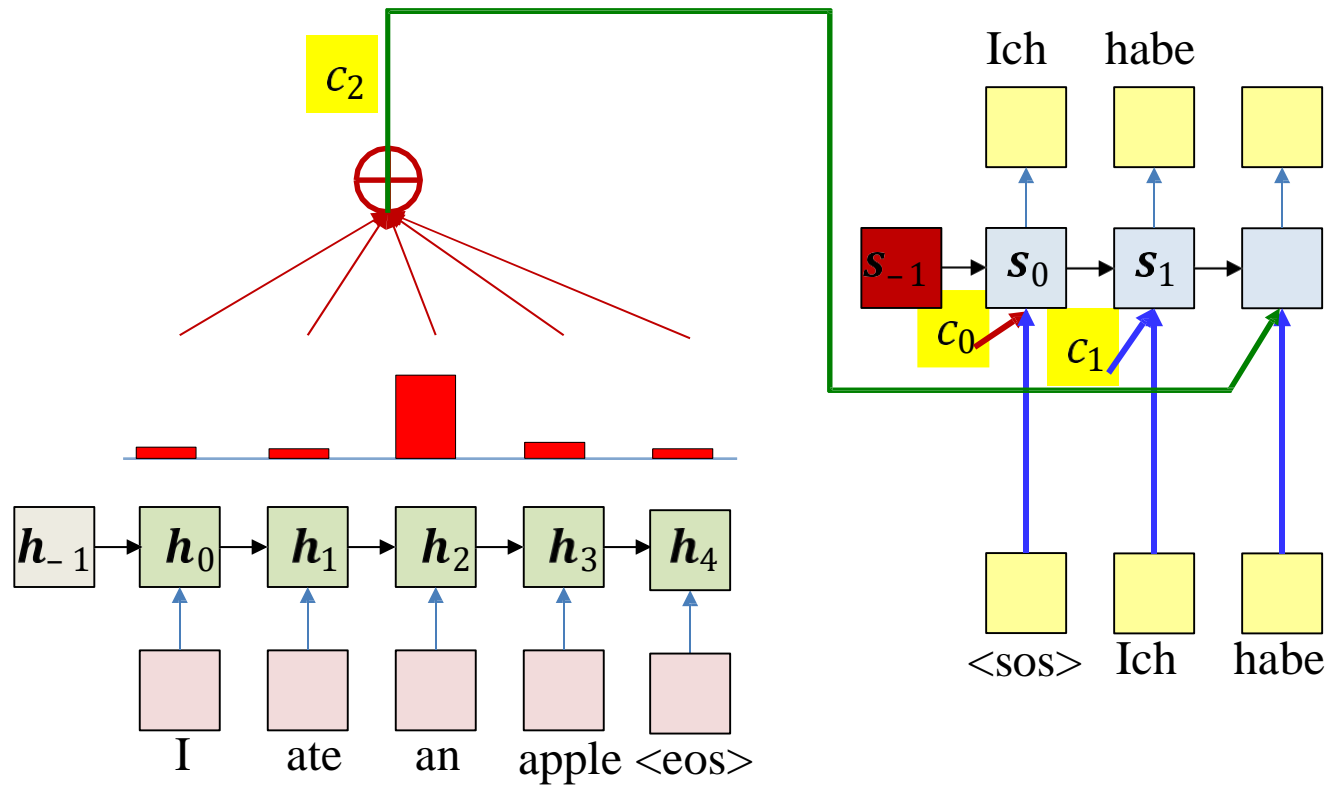 Ich habe
c₂
s₋₁ s₀ s₁
c₀ c₁
h₋ ₁ h₀ h₁ h₂ h₃ h₄
<sos> Ich habe
I ate an apple <eos>